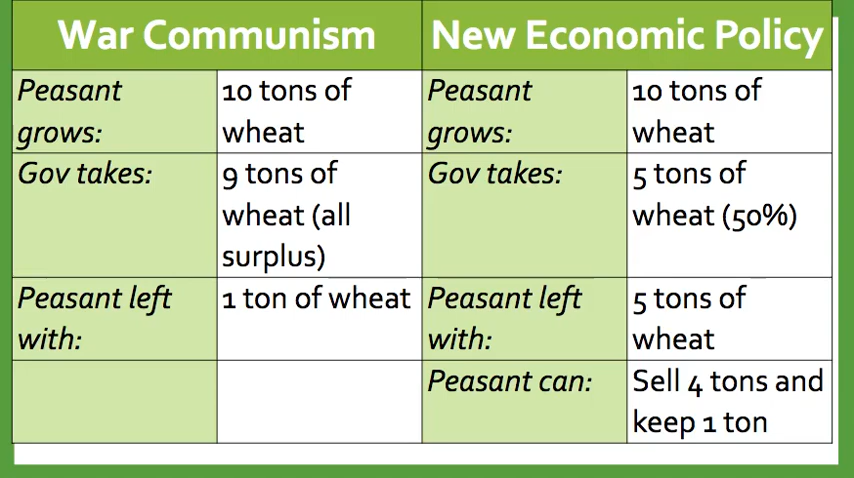 War Communism New Economic Policy
Peasant
grows:
10 tons of
wheat
Peasant
grows:
10 tons of
wheat
Gov takes:
9 tons of
wheat (all
surplus)
Gov takes:
5 tons of
wheat (50%)
Peasant left
with:
1 ton of wheat
Peasant left
with:
5 tons of
wheat
Peasant can:
Sell 4 tons and
keep 1 ton